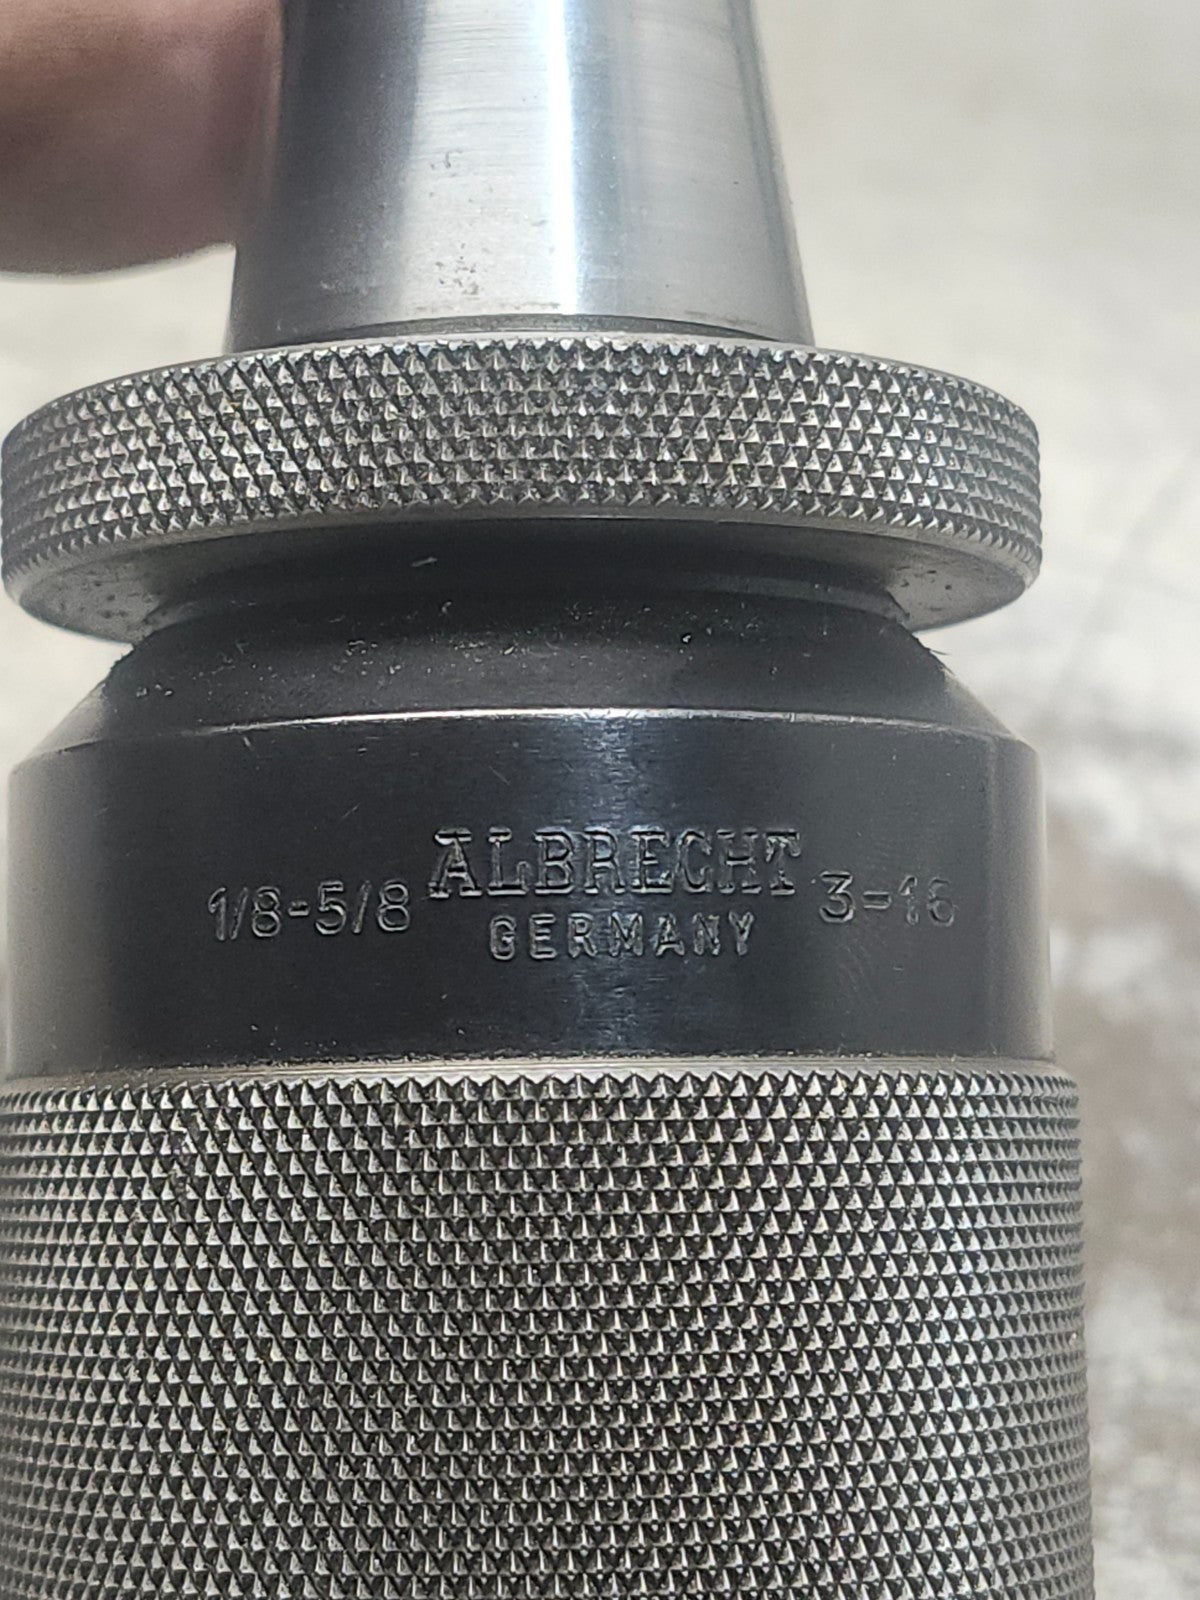 ALBRECHT
1/8-5/8 3-16
GERMANY